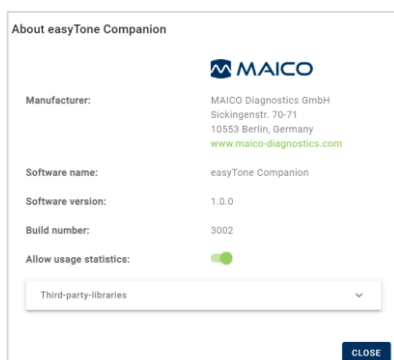 About easyTone Companion
MAICO
Manufacturer: MAICO Diagnostics GmbH
Sickingenstr. 70-71
10553 Berlin, Germany
www.maico-diagnostics.com
Software name: easyTone Companion
Software version: 1.0.0
Build number: 3002
Allow usage statistics:
Third-party-libraries
CLOSE